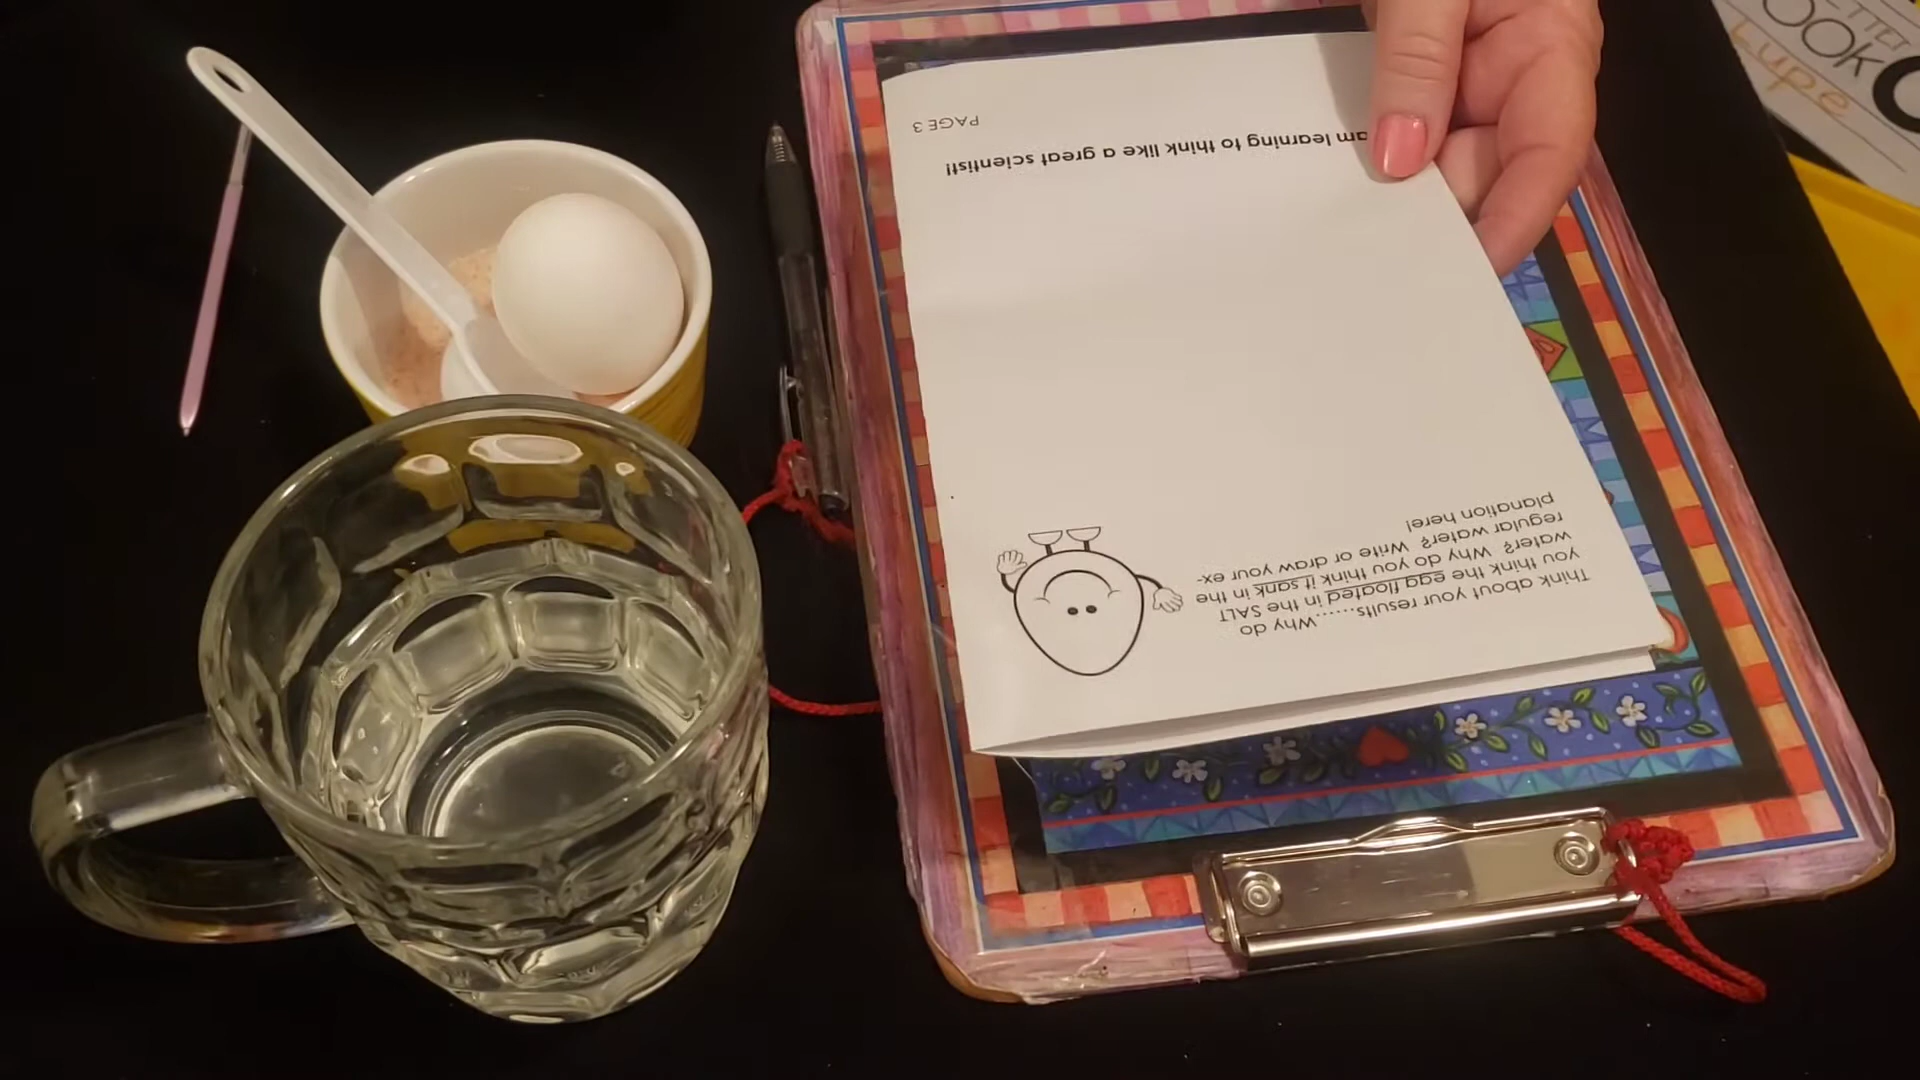 Think about your results.......Why do
you think the egg floated in the SALT
water? Why do you think it sank in the
regular water? Write or draw your ex-
planation here!
am learning to think like a great scientist!
PAGE 3
OOK